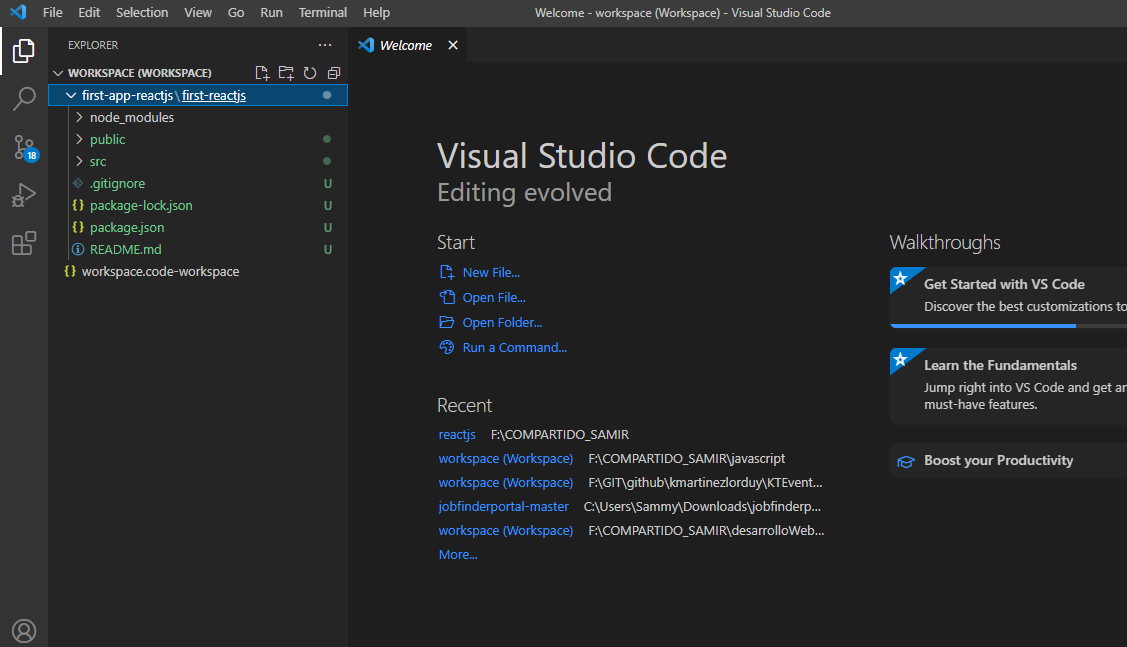 File Edit Selection View Go Run Terminal Help
Welcome - workspace (Workspace) - Visual Studio Code
EXPLORER
Welcome
WORKSPACE (WORKSPACE)
first-app-reactjs\first-reactjs
node_modules
public
src
.gitignore U
package-lock.json U
package.json U
README.md U
workspace.code-workspace
18
Visual Studio Code
Editing evolved
Start
New File...
Open File...
Open Folder...
Run a Command...
Recent
reactjs F:\COMPARTIDO_SAMIR
workspace (Workspace) F:\COMPARTIDO_SAMIR\javascript
workspace (Workspace) F:\GIT\github\kmartinezlorduy\KTEvent...
jobfinderportal-master C:\Users\Sammy\Downloads\jobfinderp...
workspace (Workspace) F:\COMPARTIDO_SAMIR\desarrolloWeb...
More...
Walkthroughs
Get Started with VS Code
Discover the best customizations to
Learn the Fundamentals
Jump right into VS Code and get an
must-have features.
Boost your Productivity